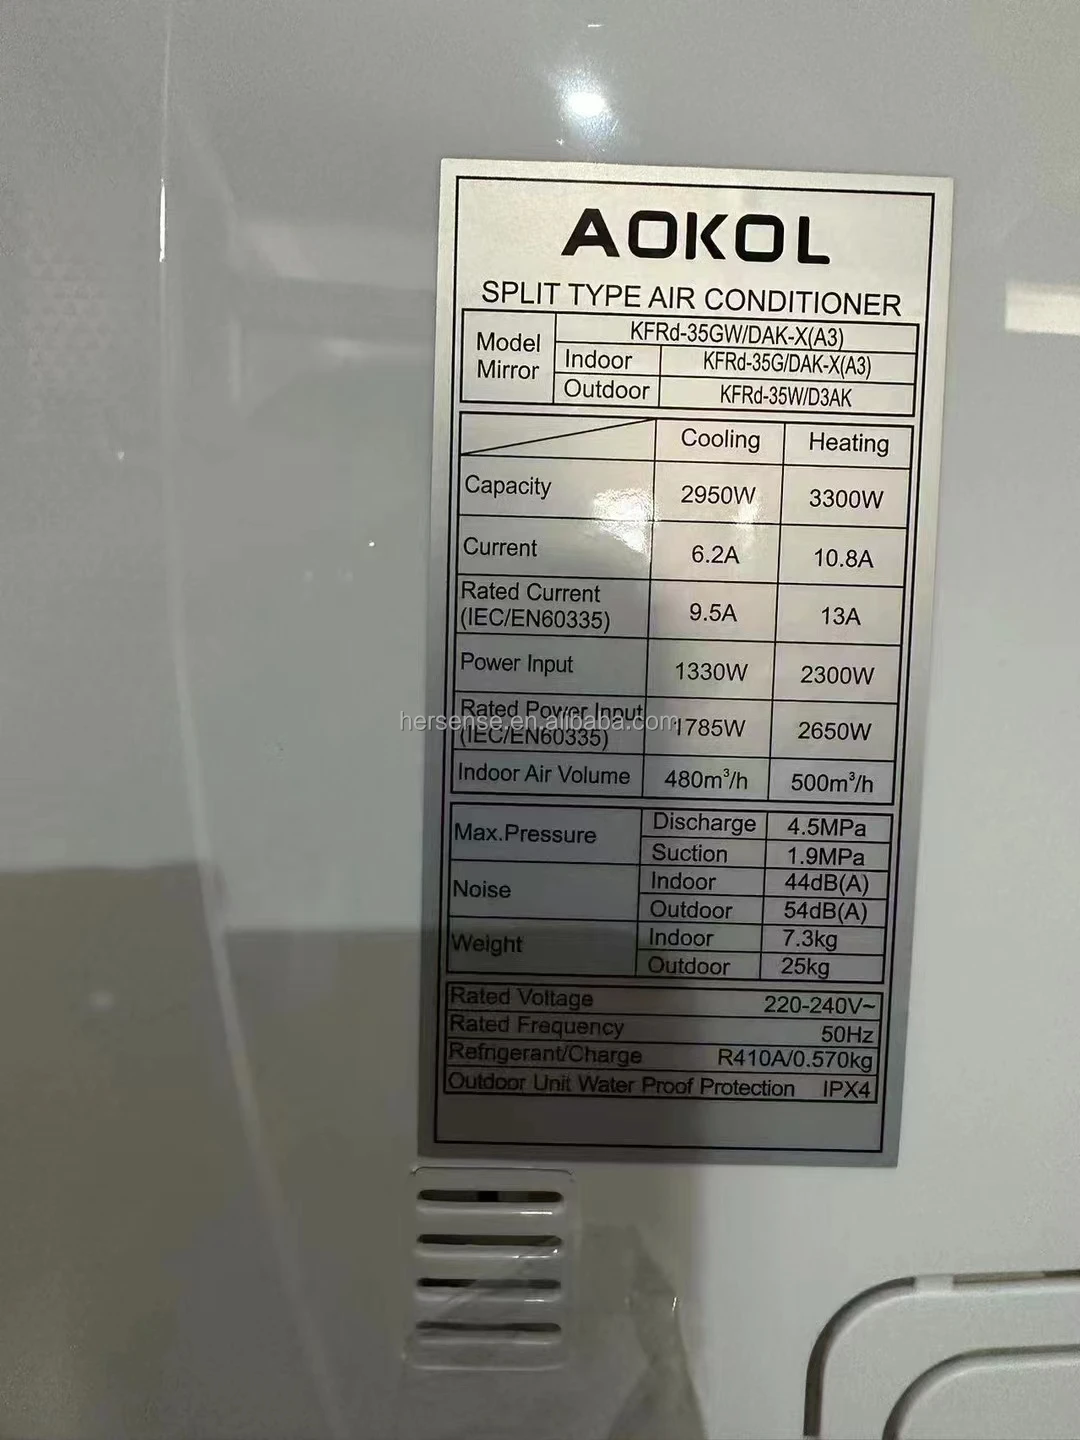 AOKOL
SPLIT TYPE AIR CONDITIONER
Model Mirror KFRd-35GW/DAK-X(A3)
Indoor KFRd-35G/DAK-X(A3)
Outdoor KFRd-35W/D3AK
Cooling Heating
Capacity 2950W 3300W
Current 6.2A 10.8A
Rated Current
(IEC/EN60335) 9.5A 13A
Power Input 1330W 2300W
Rated Power Input
(IEC/EN60335) 1785W 2650W
hersense.en.alibaba.com
Indoor Air Volume 480m³/h 500m³/h
Max.Pressure Discharge 4.5MPa
Suction 1.9MPa
Noise Indoor 44dB(A)
Outdoor 54dB(A)
Weight Indoor 7.3kg
Outdoor 25kg
Rated Voltage 220-240V~
Rated Frequency 50Hz
Refrigerant/Charge R410A/0.570kg
Outdoor Unit Water Proof Protection IPX4